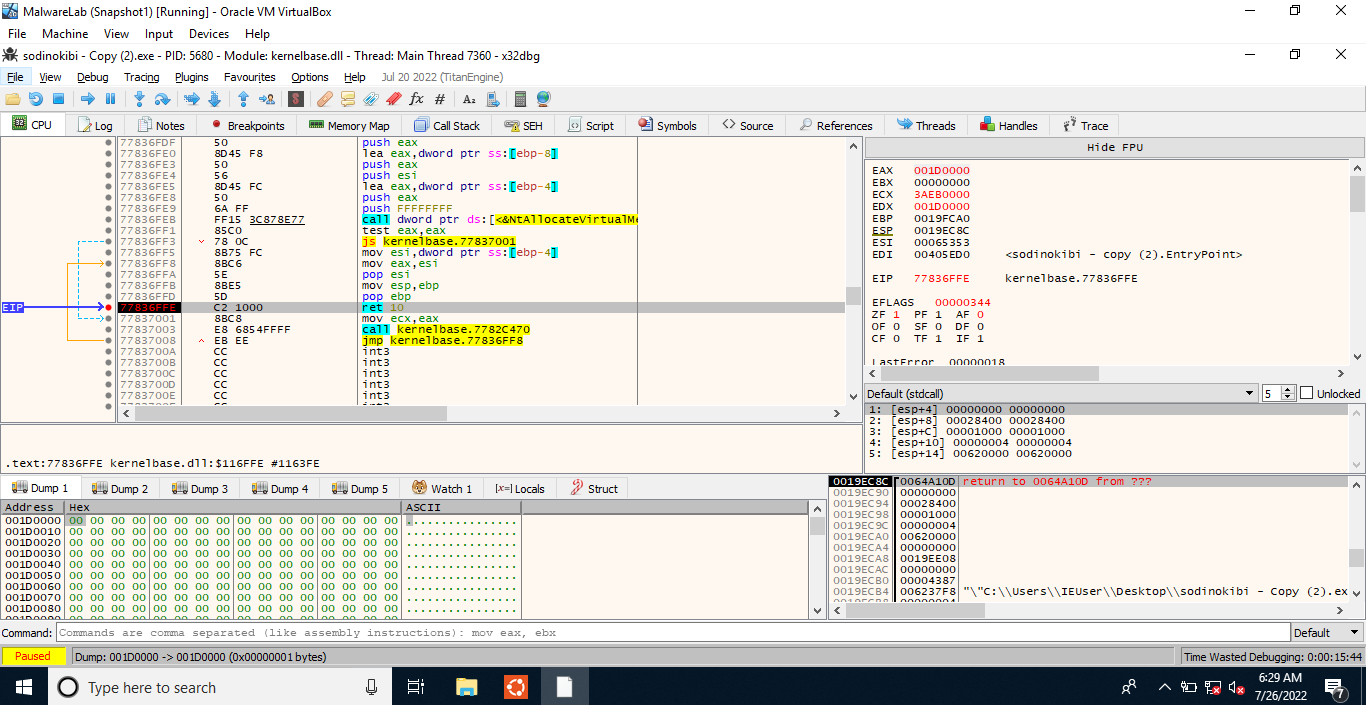 MalwareLab (Snapshot1) [Running] - Oracle VM VirtualBox
File Machine View Input Devices Help
sodinokibi - Copy (2).exe - PID: 5680 - Module: kernelbase.dll - Thread: Main Thread 7360 - x32dbg
File View Debug Tracing Plugins Favourites Options Help Jul 20 2022 (TitanEngine)
CPU Log Notes Breakpoints Memory Map Call Stack SEH Script Symbols Source References Threads Handles Trace
77836FDF 50 push eax
77836FE0 8D45 F8 lea eax,dword ptr ss:[ebp-8]
77836FE3 50 push eax
77836FE4 56 push esi
77836FE5 8D45 FC lea eax,dword ptr ss:[ebp-4]
77836FE8 50 push eax
77836FE9 6A FF push FFFFFFFF
77836FEB FF15 3C878E77 call dword ptr ds:[<&NtAllocateVirtualMe
77836FF1 85C0 test eax,eax
77836FF3 78 0C js kernelbase.77837001
77836FF5 8B75 FC mov esi,dword ptr ss:[ebp-4]
77836FF8 8BC6 mov eax,esi
77836FFA 5E pop esi
77836FFB 8BE5 mov esp,ebp
77836FFD 5D pop ebp
EIP 77836FFE C2 1000 ret 10
77837001 8BC8 mov ecx,eax
77837003 E8 6854FFFF call kernelbase.7782C470
77837008 EB EE jmp kernelbase.77836FF8
7783700A CC int3
7783700B CC int3
7783700C CC int3
7783700D CC int3
7783700E CC int3
.text:77836FFE kernelbase.dll:$116FFE #1163FE
Hide FPU
EAX 001D0000
EBX 00000000
ECX 3AEB0000
EDX 001D0000
EBP 0019FCA0
ESP 0019EC8C
ESI 00065353
EDI 00405ED0 <sodinokibi - copy (2).EntryPoint>
EIP 77836FFE kernelbase.77836FFE
EFLAGS 00000344
ZF 1 PF 1 AF 0
OF 0 SF 0 DF 0
CF 0 TF 1 IF 1
LastError 00000018
Default (stdcall) 5 Unlocked
1: [esp+4] 00000000 00000000
2: [esp+8] 00028400 00028400
3: [esp+C] 00001000 00001000
4: [esp+10] 00000004 00000004
5: [esp+14] 00620000 00620000
Dump 1 Dump 2 Dump 3 Dump 4 Dump 5 Watch 1 [x=] Locals Struct
Address Hex ASCII
001D0000 00 00 00 00 00 00 00 00 00 00 00 00 00 00 00 00 ................
001D0010 00 00 00 00 00 00 00 00 00 00 00 00 00 00 00 00 ................
001D0020 00 00 00 00 00 00 00 00 00 00 00 00 00 00 00 00 ................
001D0030 00 00 00 00 00 00 00 00 00 00 00 00 00 00 00 00 ................
001D0040 00 00 00 00 00 00 00 00 00 00 00 00 00 00 00 00 ................
001D0050 00 00 00 00 00 00 00 00 00 00 00 00 00 00 00 00 ................
001D0060 00 00 00 00 00 00 00 00 00 00 00 00 00 00 00 00 ................
001D0070 00 00 00 00 00 00 00 00 00 00 00 00 00 00 00 00 ................
001D0080 00 00 00 00 00 00 00 00 00 00 00 00 00 00 00 00 ................
0019EC8C 0064A10D return to 0064A10D from ???
0019EC90 00000000
0019EC94 00028400
0019EC98 00001000
0019EC9C 00000004
0019ECA0 00620000
0019ECA4 00000000
0019ECA8 0019EE08
0019ECAC 00000000
0019ECB0 00004387
0019ECB4 006237F8 "\"C:\\Users\\IEUser\\Desktop\\sodinokibi - Copy (2).ex
Command: Commands are comma separated (like assembly instructions): mov eax, ebx Default
Paused Dump: 001D0000 -> 001D0000 (0x00000001 bytes) Time Wasted Debugging: 0:00:15:44
Type here to search
6:29 AM
7/26/2022
7